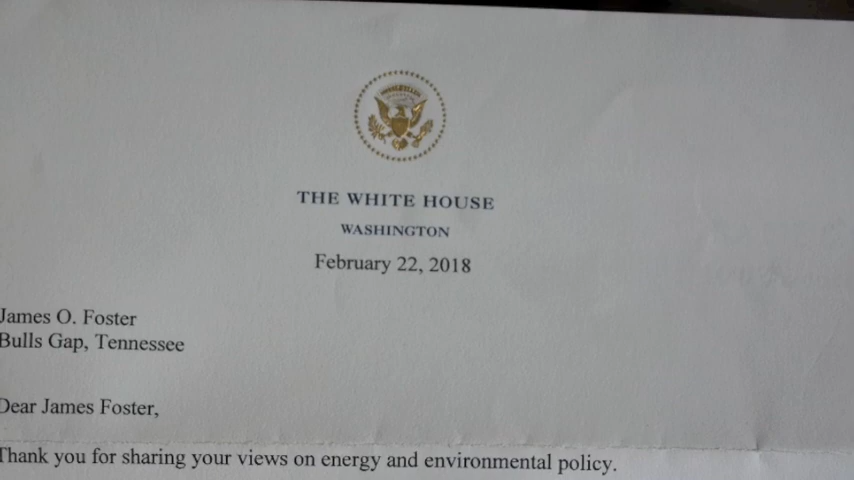 THE WHITE HOUSE
WASHINGTON
February 22, 2018
James O. Foster
Bulls Gap, Tennessee
Dear James Foster,
Thank you for sharing your views on energy and environmental policy.